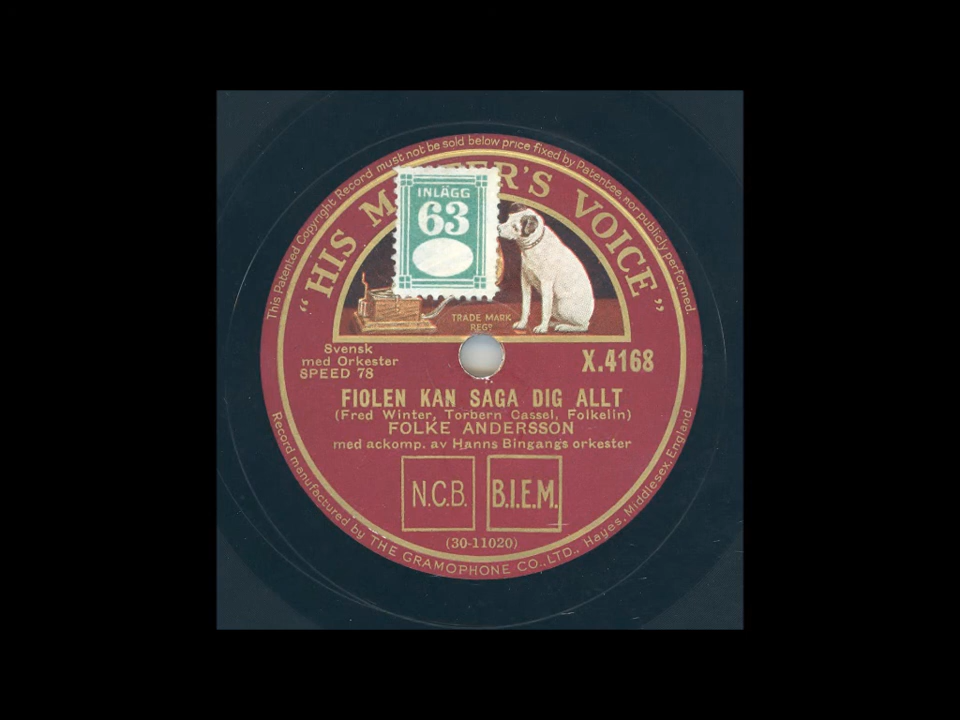 This Patented Copyright Record must not be sold below price fixed by Patentee, nor publicly performed.
"HIS M ER'S VOICE"
INLÄGG
63
TRADE MARK
REGD
Svensk
med Orkester
SPEED 78
X.4168
FIOLEN KAN SAGA DIG ALLT
(Fred Winter, Torbern Cassel, Folkelin)
FOLKE ANDERSSON
med ackomp. av Hanns Bingangs orkester
N.C.B.
B.I.E.M.
(30-11020)
Record manufactured by THE GRAMOPHONE CO., LTD., Hayes, Middlesex, England.